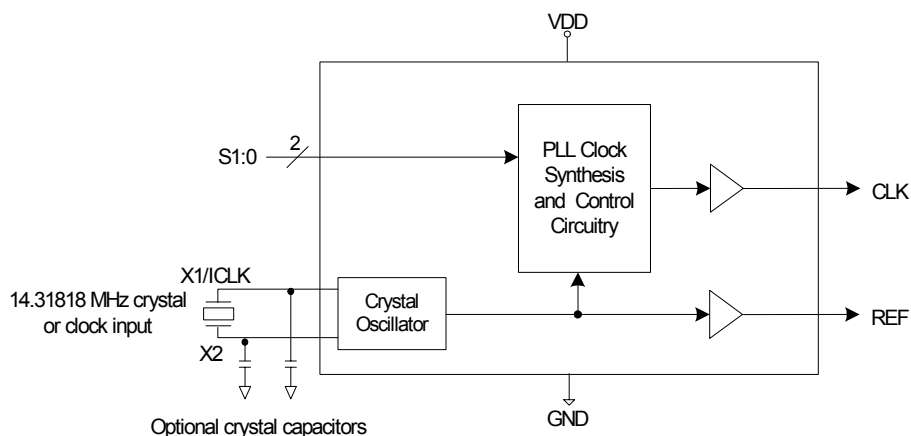 VDD
S1:0
2
PLL Clock
Synthesis
and Control
Circuitry
CLK
X1/ICLK
14.31818 MHz crystal
or clock input
X2
Crystal
Oscillator
REF
Optional crystal capacitors
GND